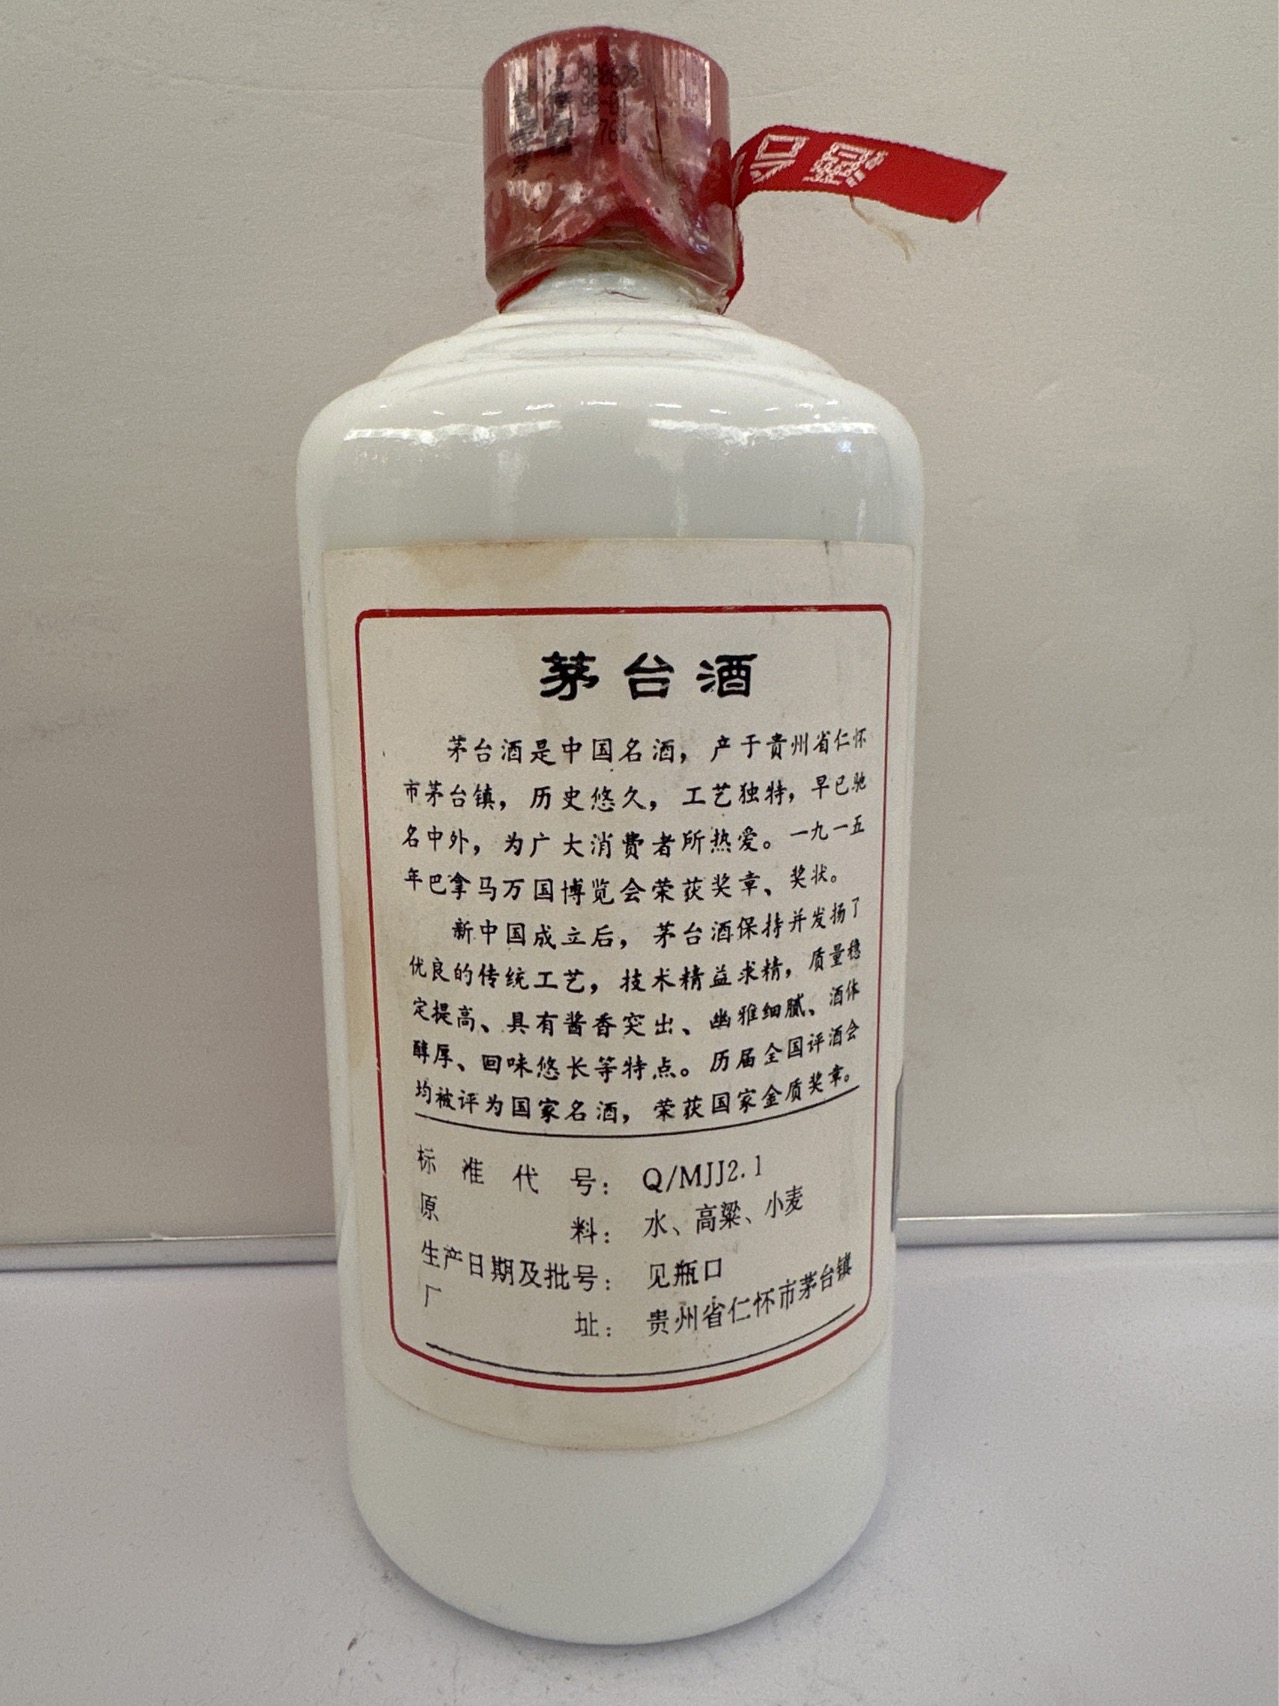 茅台酒
茅台酒是中国名酒，产于贵州省仁怀
市茅台镇，历史悠久，工艺独特，早已驰
名中外，为广大消费者所热爱。一九一五
年巴拿马万国博览会荣获奖章、奖状。
新中国成立后，茅台酒保持并发扬了
优良的传统工艺，技术精益求精，质量稳
定提高、具有酱香突出、幽雅细腻、酒体
醇厚、回味悠长等特点。历届全国评酒会
均被评为国家名酒，荣获国家金质奖章。
标准代号：Q/MJJ2.1
原料：水、高粱、小麦
生产日期及批号：见瓶口
厂址：贵州省仁怀市茅台镇